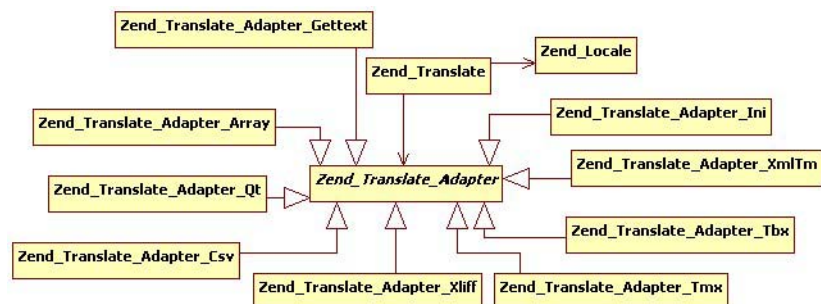 Zend_Translate_Adapter_Gettext
Zend_Locale
Zend_Translate
Zend_Translate_Adapter_Array
Zend_Translate_Adapter_Ini
Zend_Translate_Adapter
Zend_Translate_Adapter_XmlTm
Zend_Translate_Adapter_Qt
Zend_Translate_Adapter_Tbx
Zend_Translate_Adapter_Csv
Zend_Translate_Adapter_Xliff
Zend_Translate_Adapter_Tmx